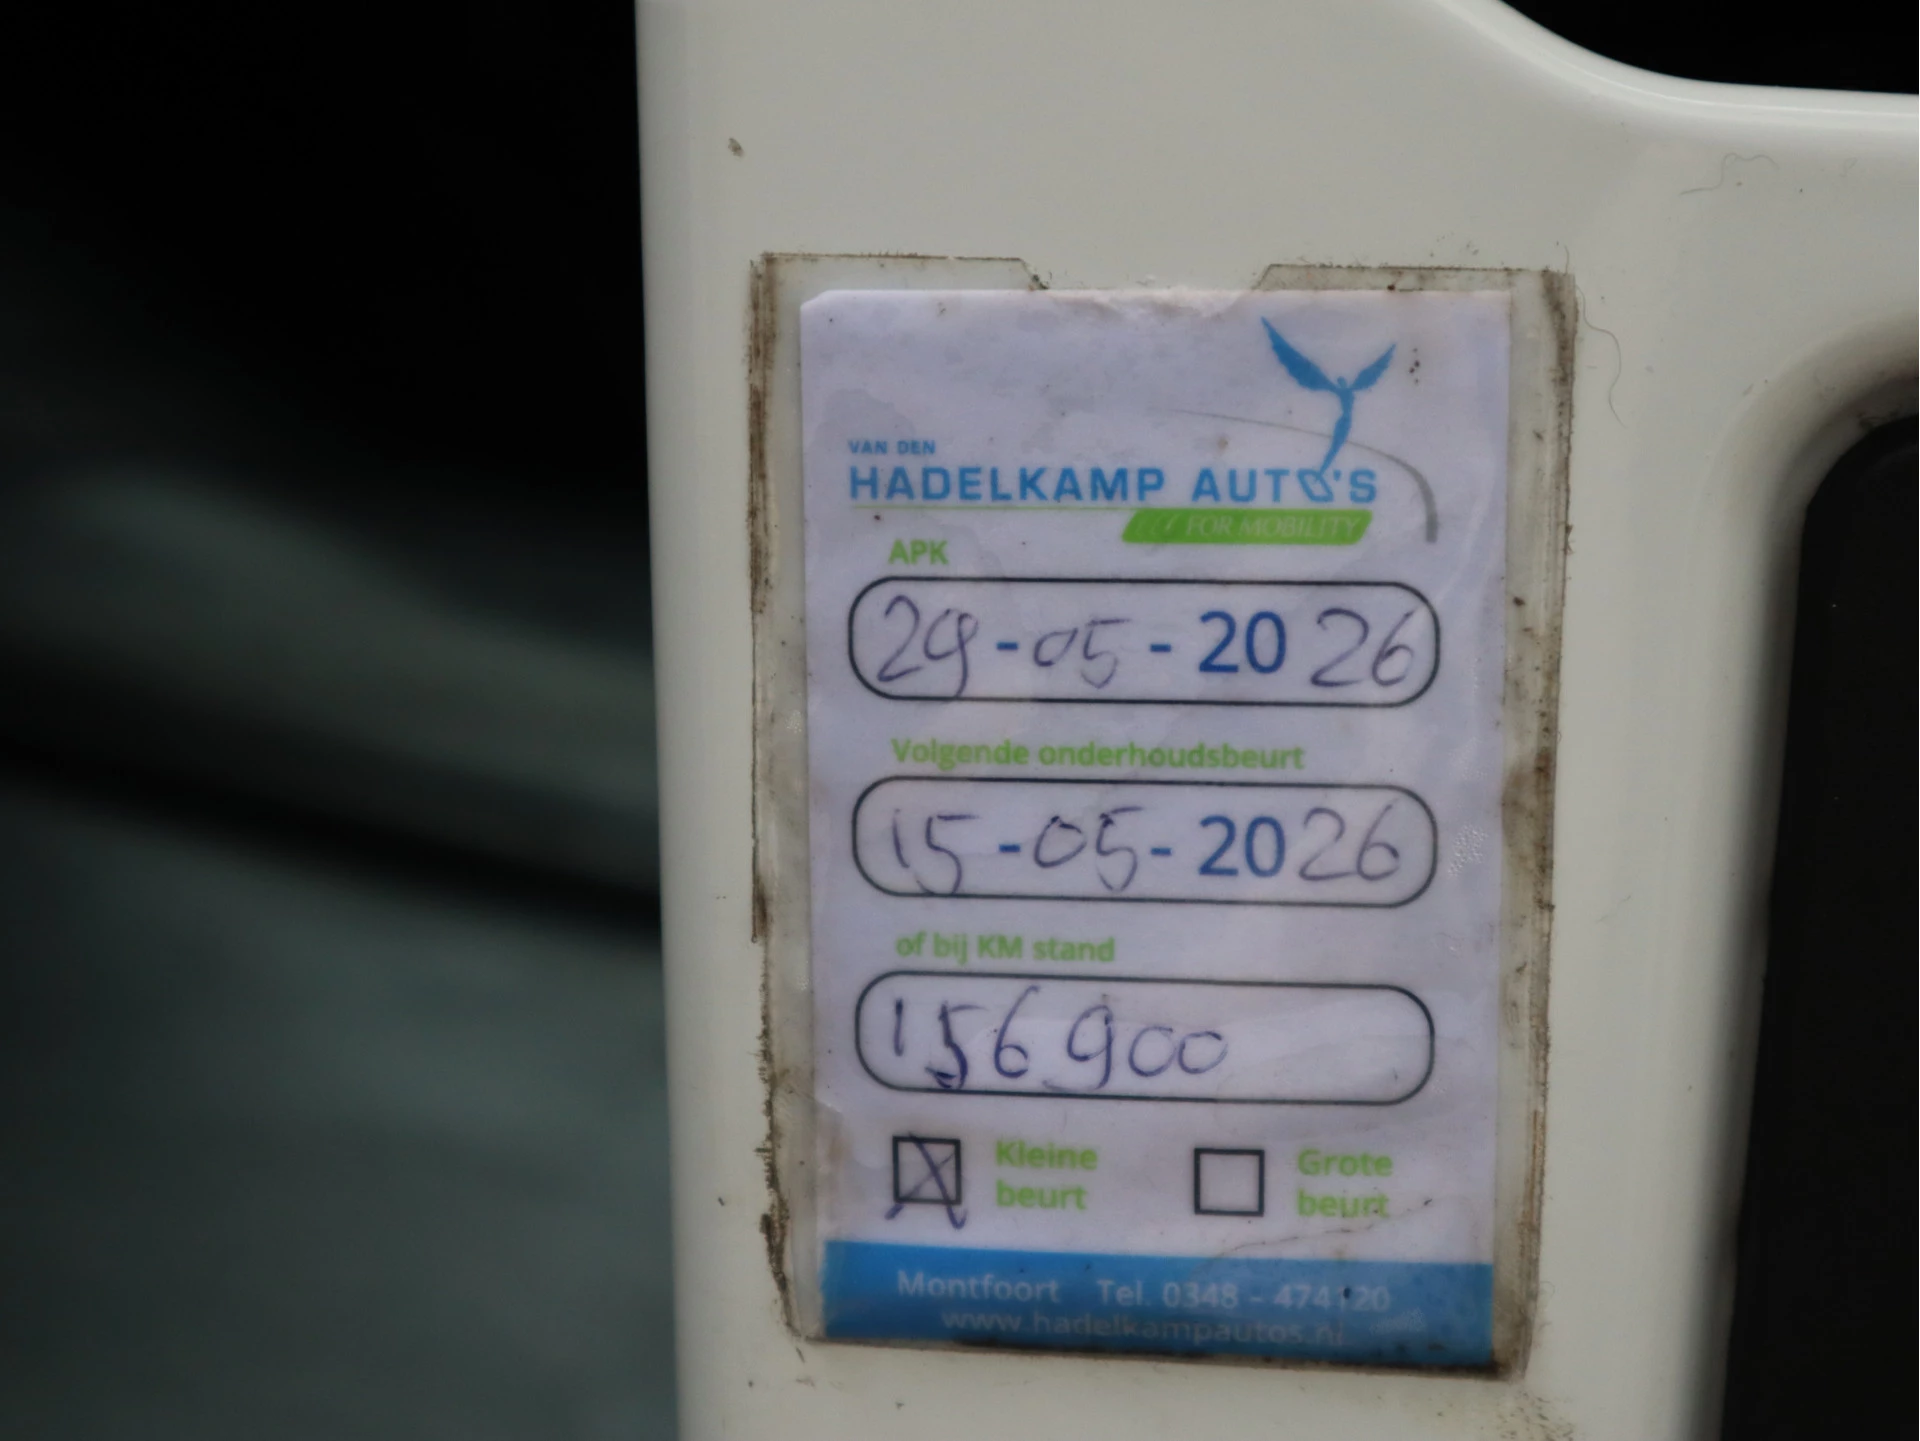 VAN DEN
HADELKAMP AUTO'S
FOR MOBILITY
APK
29-05-2026
Volgende onderhoudsbeurt
15-05-2026
of bij KM stand
156900
Kleine beurt
Grote beurt
Montfoort Tel. 0348 - 474120
www.hadelkampautos.nl